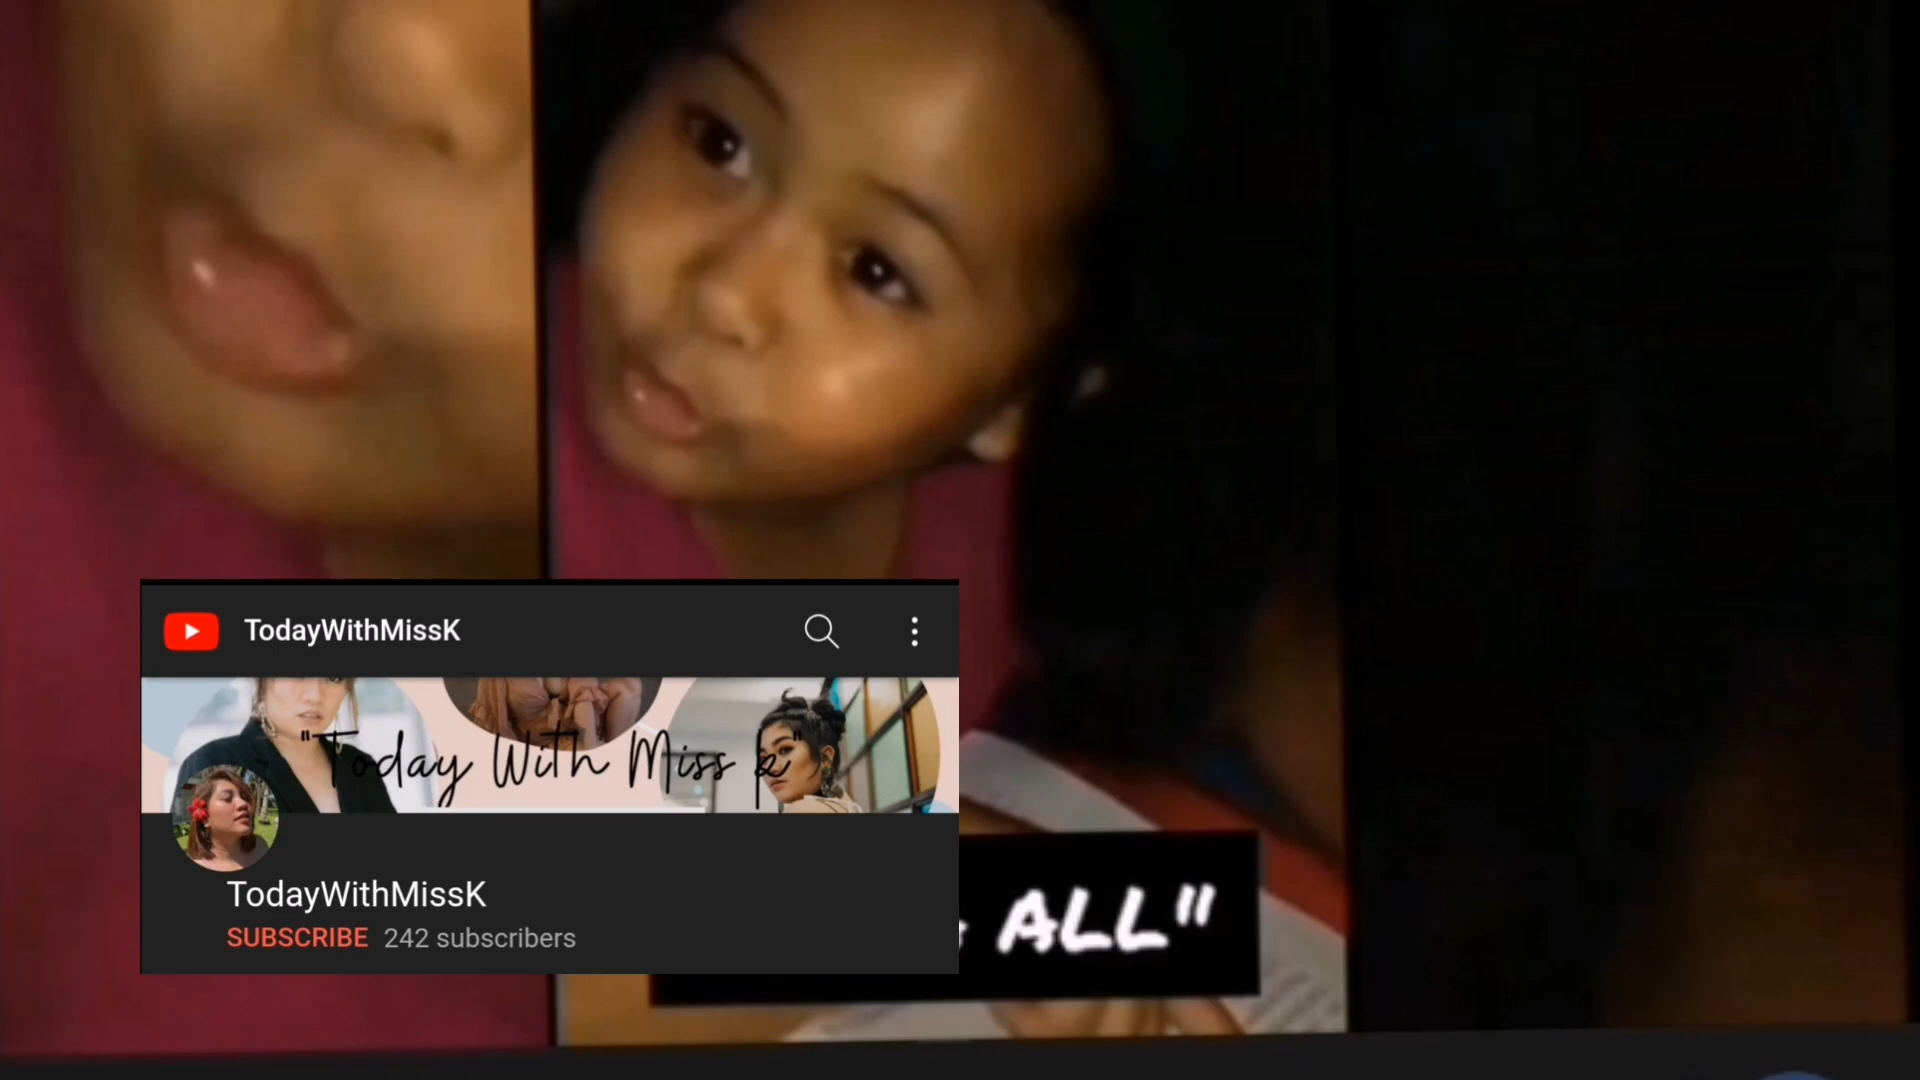 TodayWithMissK
"Today With Miss K"
TodayWithMissK
SUBSCRIBE 242 subscribers
ALL"